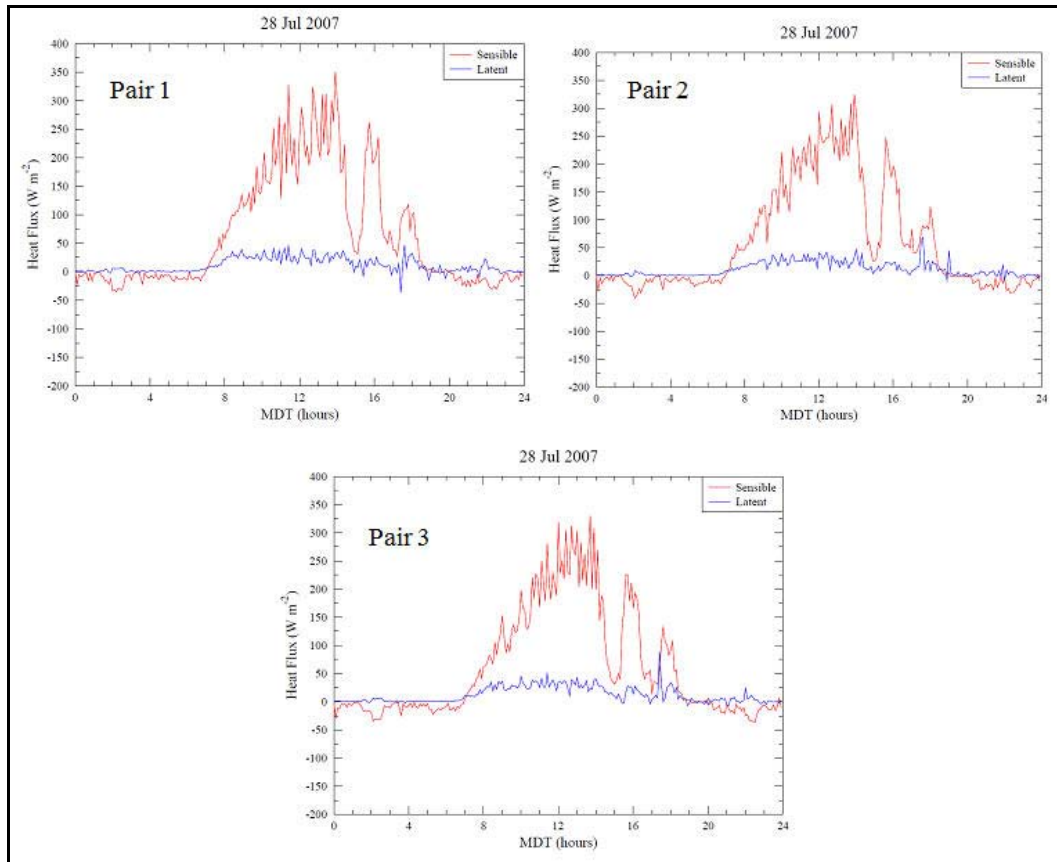 28 Jul 2007
Pair 1
Sensible
Latent
Heat Flux (W m-2)
400
350
300
250
200
150
100
50
0
-50
-100
-150
-200
0 4 8 12 16 20 24
MDT (hours)
28 Jul 2007
Pair 2
Sensible
Latent
Heat Flux (W m-2)
400
350
300
250
200
150
100
50
0
-50
-100
-150
-200
0 4 8 12 16 20 24
MDT (hours)
28 Jul 2007
Pair 3
Sensible
Latent
Heat Flux (W m-2)
400
350
300
250
200
150
100
50
0
-50
-100
-150
-200
0 4 8 12 16 20 24
MDT (hours)